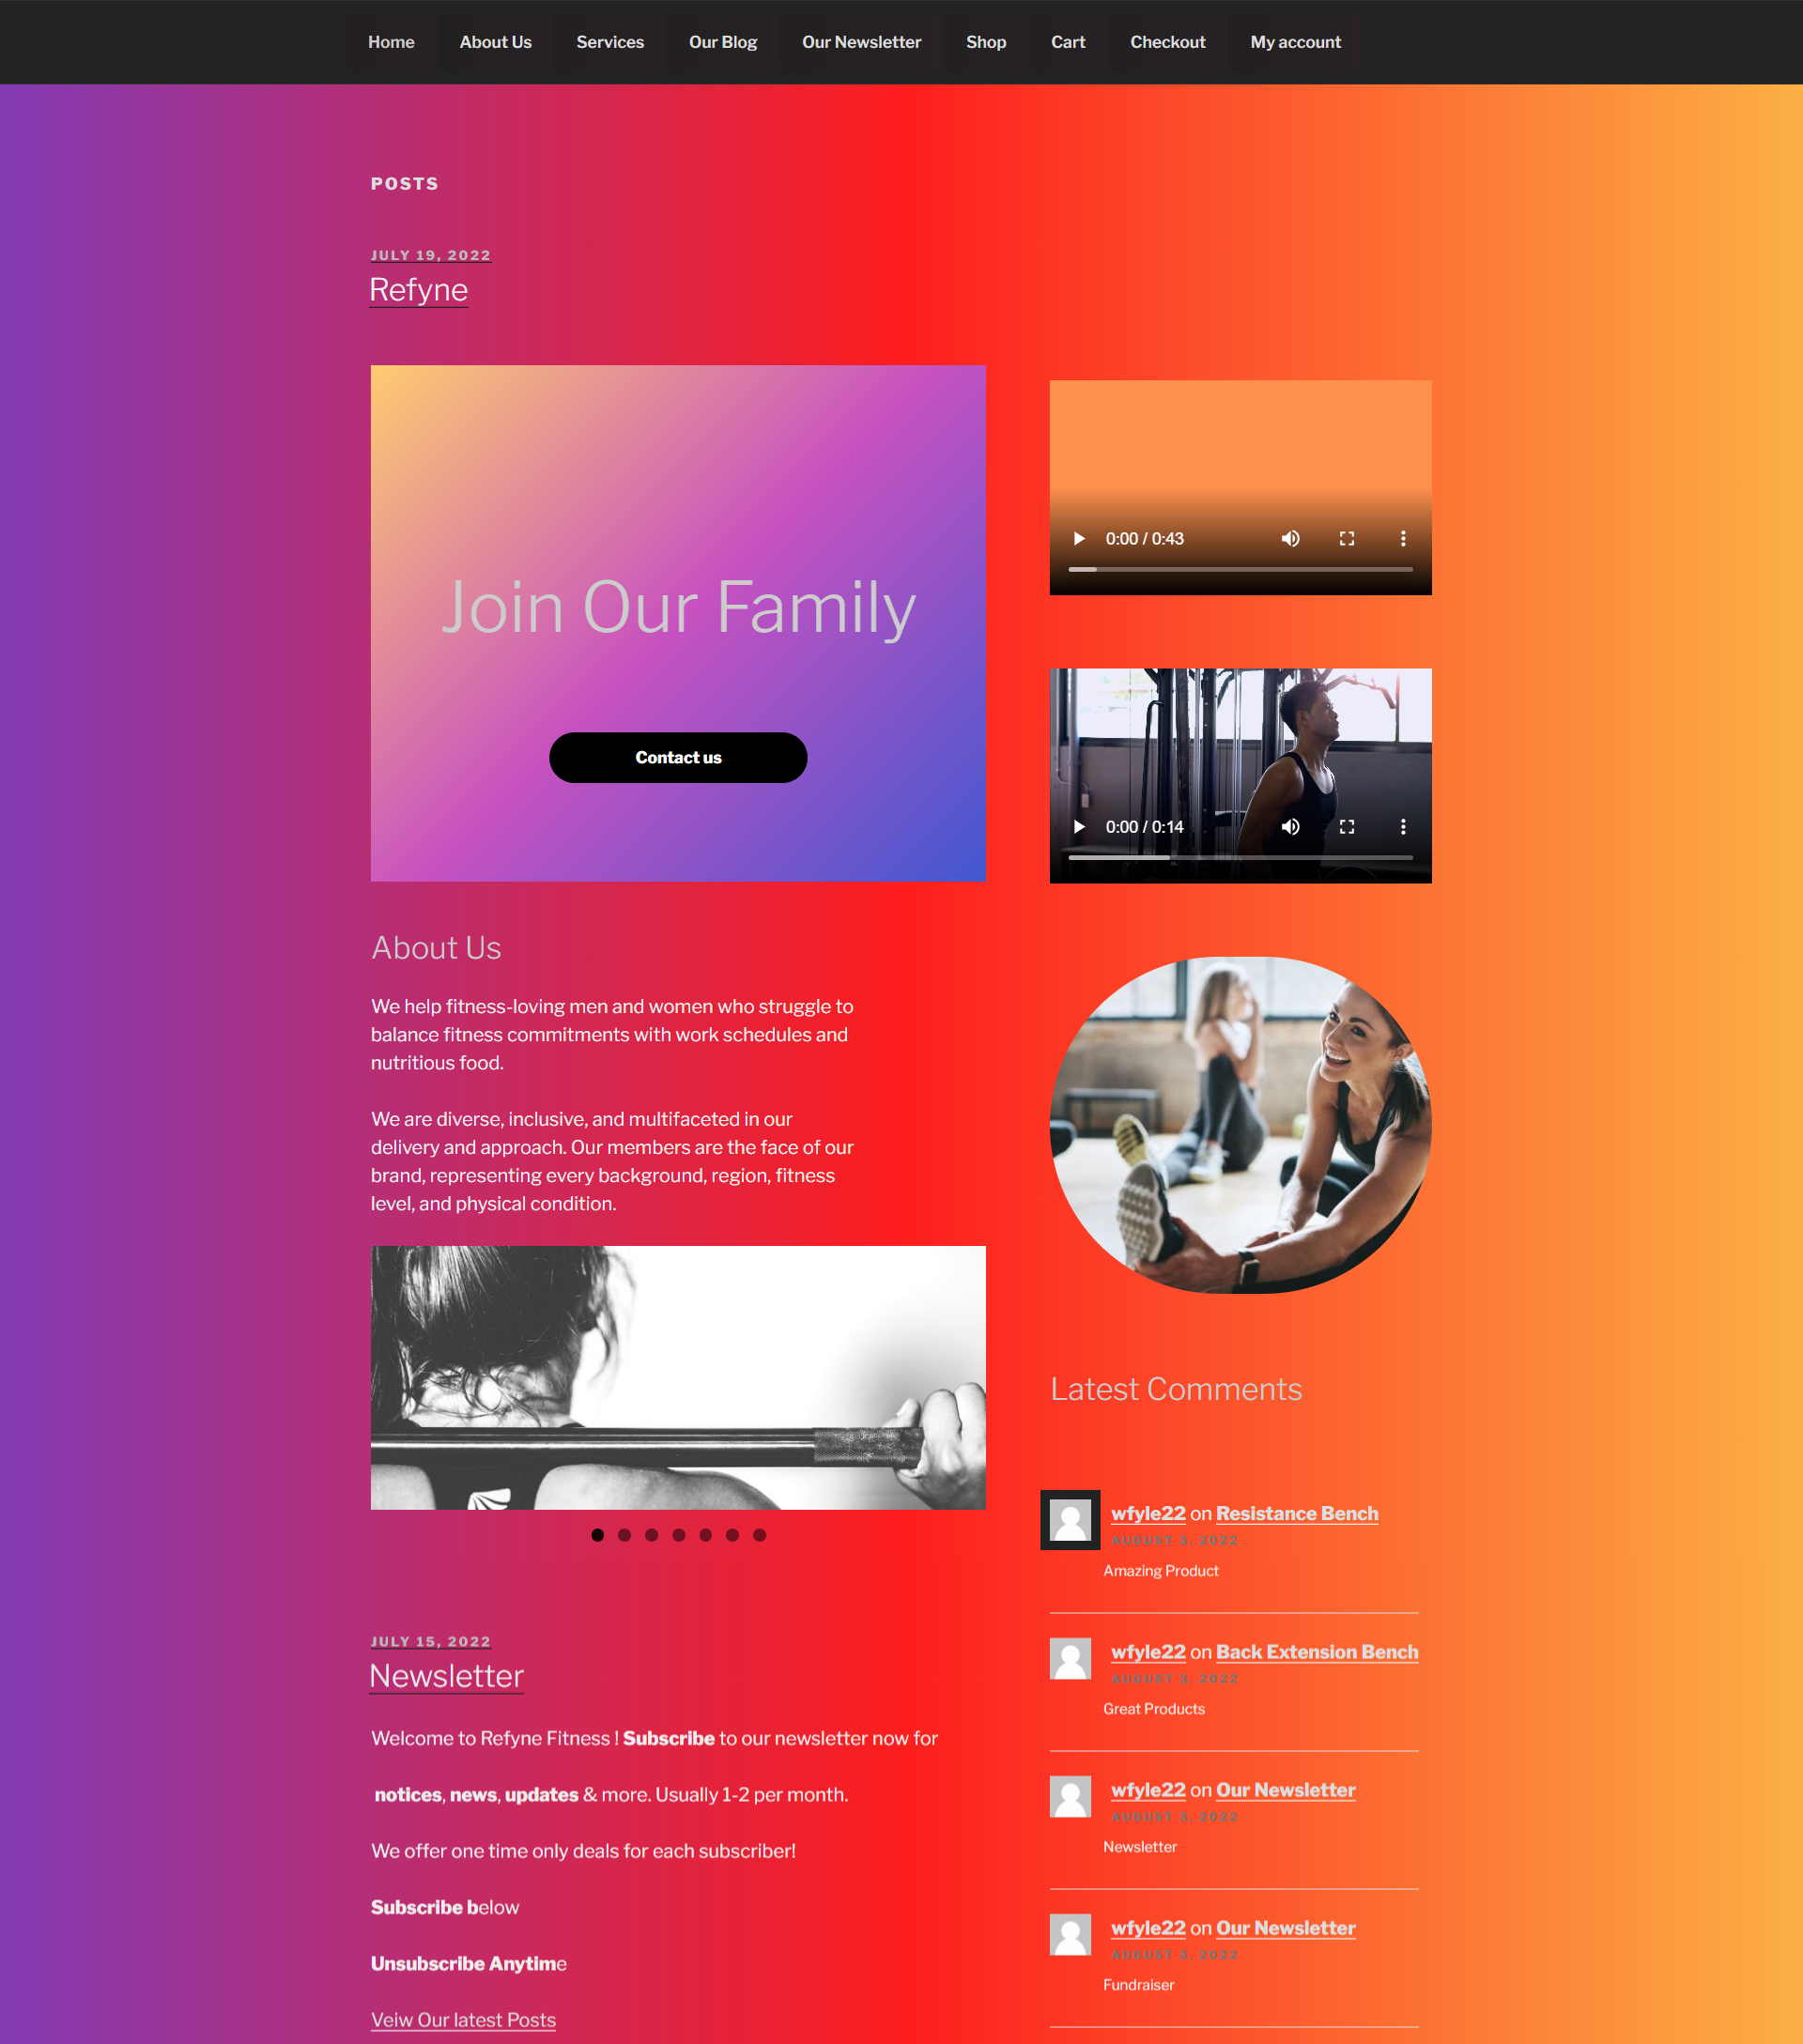 Home About Us Services Our Blog Our Newsletter Shop Cart Checkout My account
POSTS
JULY 19, 2022
Refyne
Join Our Family
Contact us
About Us
We help fitness-loving men and women who struggle to
balance fitness commitments with work schedules and
nutritious food.
We are diverse, inclusive, and multifaceted in our
delivery and approach. Our members are the face of our
brand, representing every background, region, fitness
level, and physical condition.
JULY 15, 2022
Newsletter
Welcome to Refyne Fitness ! Subscribe to our newsletter now for
notices, news, updates & more. Usually 1-2 per month.
We offer one time only deals for each subscriber!
Subscribe below
Unsubscribe Anytime
Veiw Our latest Posts
0:00 / 0:43
0:00 / 0:14
Latest Comments
wfyle22 on Resistance Bench
AUGUST 3, 2022
Amazing Product
wfyle22 on Back Extension Bench
AUGUST 3, 2022
Great Products
wfyle22 on Our Newsletter
AUGUST 3, 2022
Newsletter
wfyle22 on Our Newsletter
AUGUST 3, 2022
Fundraiser